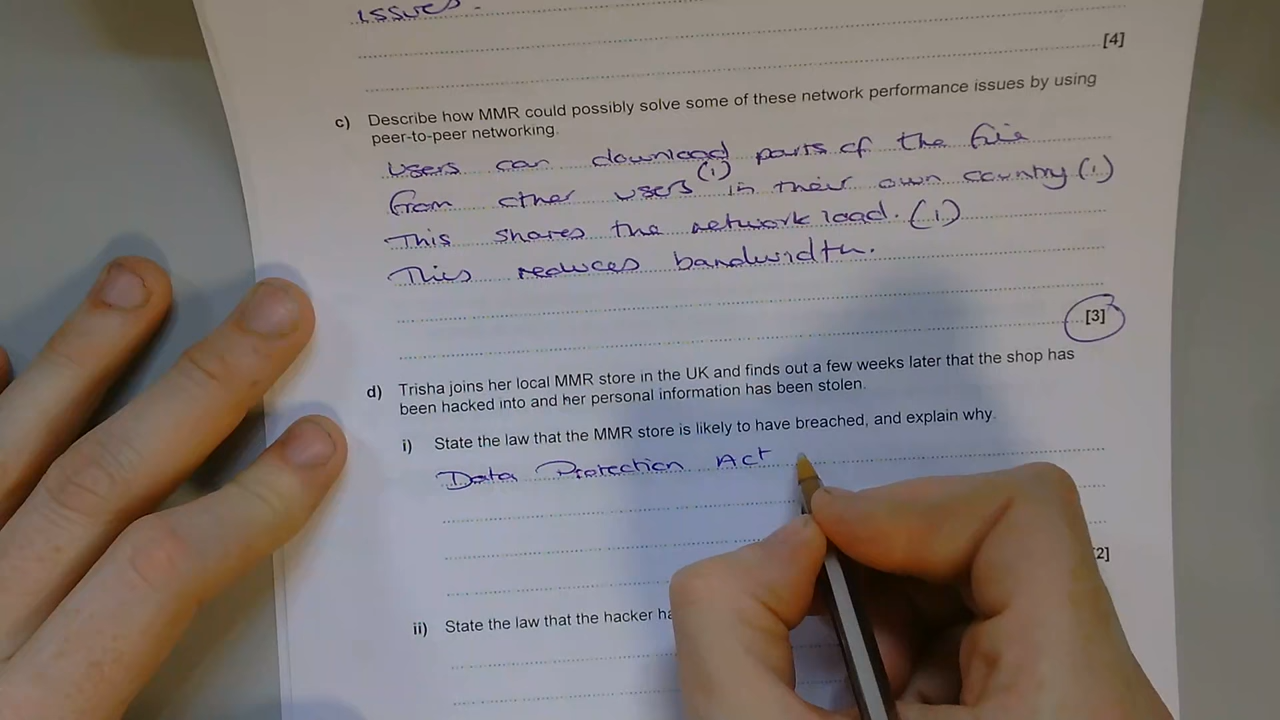 issues.
[4]
c) Describe how MMR could possibly solve some of these network performance issues by using
peer-to-peer networking.
Users can download parts of the file
from other users (1) in their own country (1)
This shares the network load. (1)
This reduces bandwidth.
[3]
d) Trisha joins her local MMR store in the UK and finds out a few weeks later that the shop has
been hacked into and her personal information has been stolen.
i) State the law that the MMR store is likely to have breached, and explain why.
Data Protection Act
2]
ii) State the law that the hacker ha